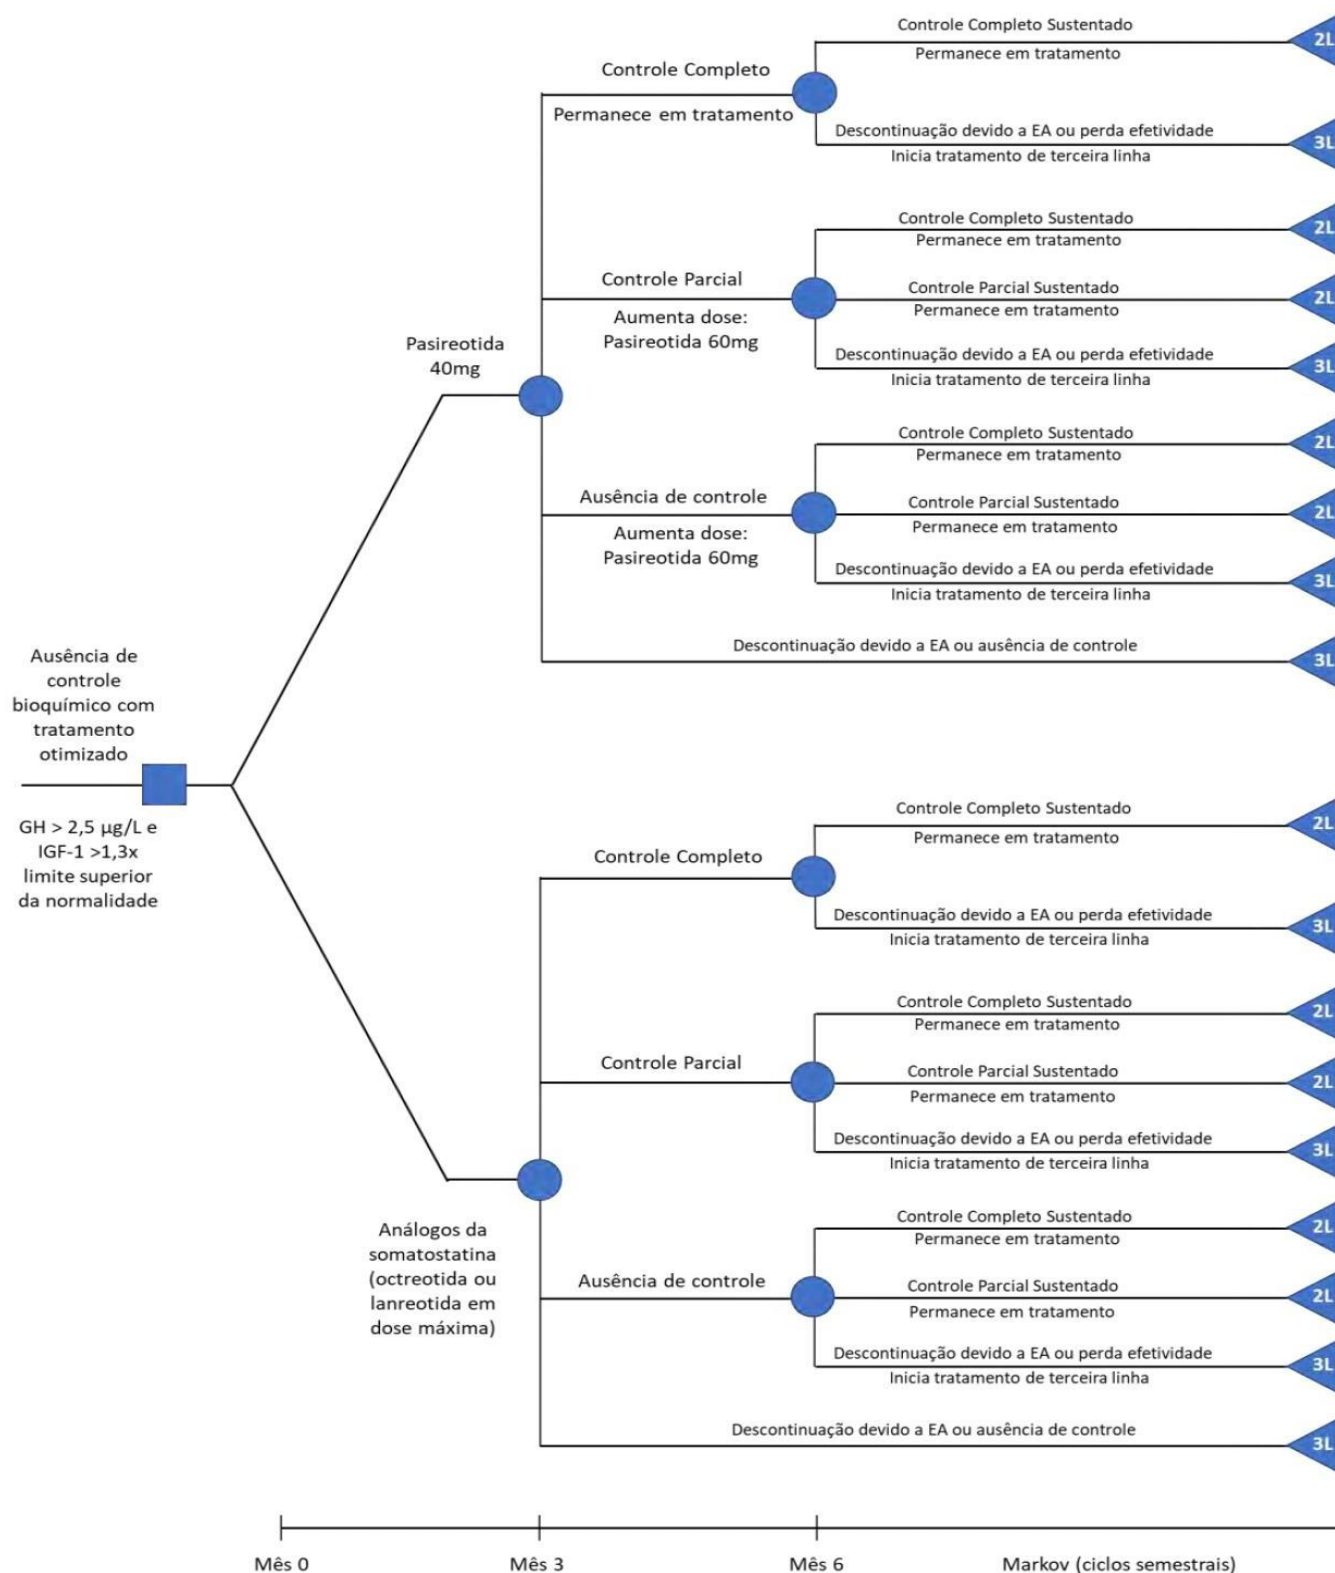 Controle Completo Sustentado
2L
Permanece em tratamento
Controle Completo
Permanece em tratamento
Descontinuação devido a EA ou perda efetividade
3L
Inicia tratamento de terceira linha
Controle Completo Sustentado
2L
Permanece em tratamento
Controle Parcial
Aumenta dose:
Pasireotida 60mg
Controle Parcial Sustentado
2L
Permanece em tratamento
Descontinuação devido a EA ou perda efetividade
3L
Inicia tratamento de terceira linha
Pasireotida
40mg
Controle Completo Sustentado
2L
Permanece em tratamento
Ausência de controle
Aumenta dose:
Pasireotida 60mg
Controle Parcial Sustentado
2L
Permanece em tratamento
Descontinuação devido a EA ou perda efetividade
3L
Inicia tratamento de terceira linha
Descontinuação devido a EA ou ausência de controle
3L
Ausência de
controle
bioquímico com
tratamento
otimizado
GH > 2,5 µg/L e
IGF-1 >1,3x
limite superior
da normalidade
Controle Completo Sustentado
2L
Permanece em tratamento
Controle Completo
Descontinuação devido a EA ou perda efetividade
3L
Inicia tratamento de terceira linha
Controle Completo Sustentado
2L
Permanece em tratamento
Controle Parcial
Controle Parcial Sustentado
2L
Permanece em tratamento
Descontinuação devido a EA ou perda efetividade
3L
Inicia tratamento de terceira linha
Análogos da
somatostatina
(octreotida ou
lanreotida em
dose máxima)
Controle Completo Sustentado
2L
Permanece em tratamento
Ausência de controle
Controle Parcial Sustentado
2L
Permanece em tratamento
Descontinuação devido a EA ou perda efetividade
3L
Inicia tratamento de terceira linha
Descontinuação devido a EA ou ausência de controle
3L
Mês 0
Mês 3
Mês 6
Markov (ciclos semestrais)